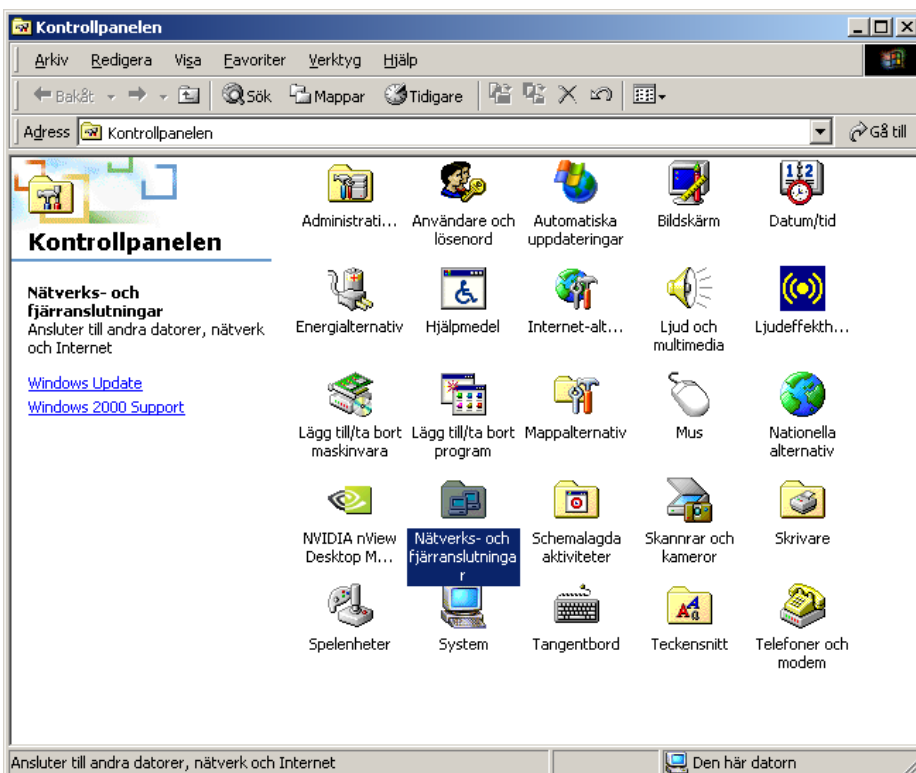 Kontrollpanelen
Arkiv Redigera Visa Favoriter Verktyg Hjälp
Bakåt Sök Mappar Tidigare
Adress Kontrollpanelen Gå till
Kontrollpanelen
Nätverks- och
fjärranslutningar
Ansluter till andra datorer, nätverk
och Internet
Windows Update
Windows 2000 Support
Administrati...
Användare och
lösenord
Automatiska
uppdateringar
Bildskärm
1 2
Datum/tid
Energialternativ
Hjälpmedel
Internet-alt...
Ljud och
multimedia
Ljudeffekth...
Lägg till/ta bort
maskinvara
Lägg till/ta bort
program
Mappalternativ
Mus
Nationella
alternativ
NVIDIA nView
Desktop M...
Nätverks- och
fjärranslutninga
r
Schemalagda
aktiviteter
Skannrar och
kameror
Skrivare
Spelenheter
System
Tangentbord
Teckensnitt
Telefoner och
modem
Ansluter till andra datorer, nätverk och Internet
Den här datorn